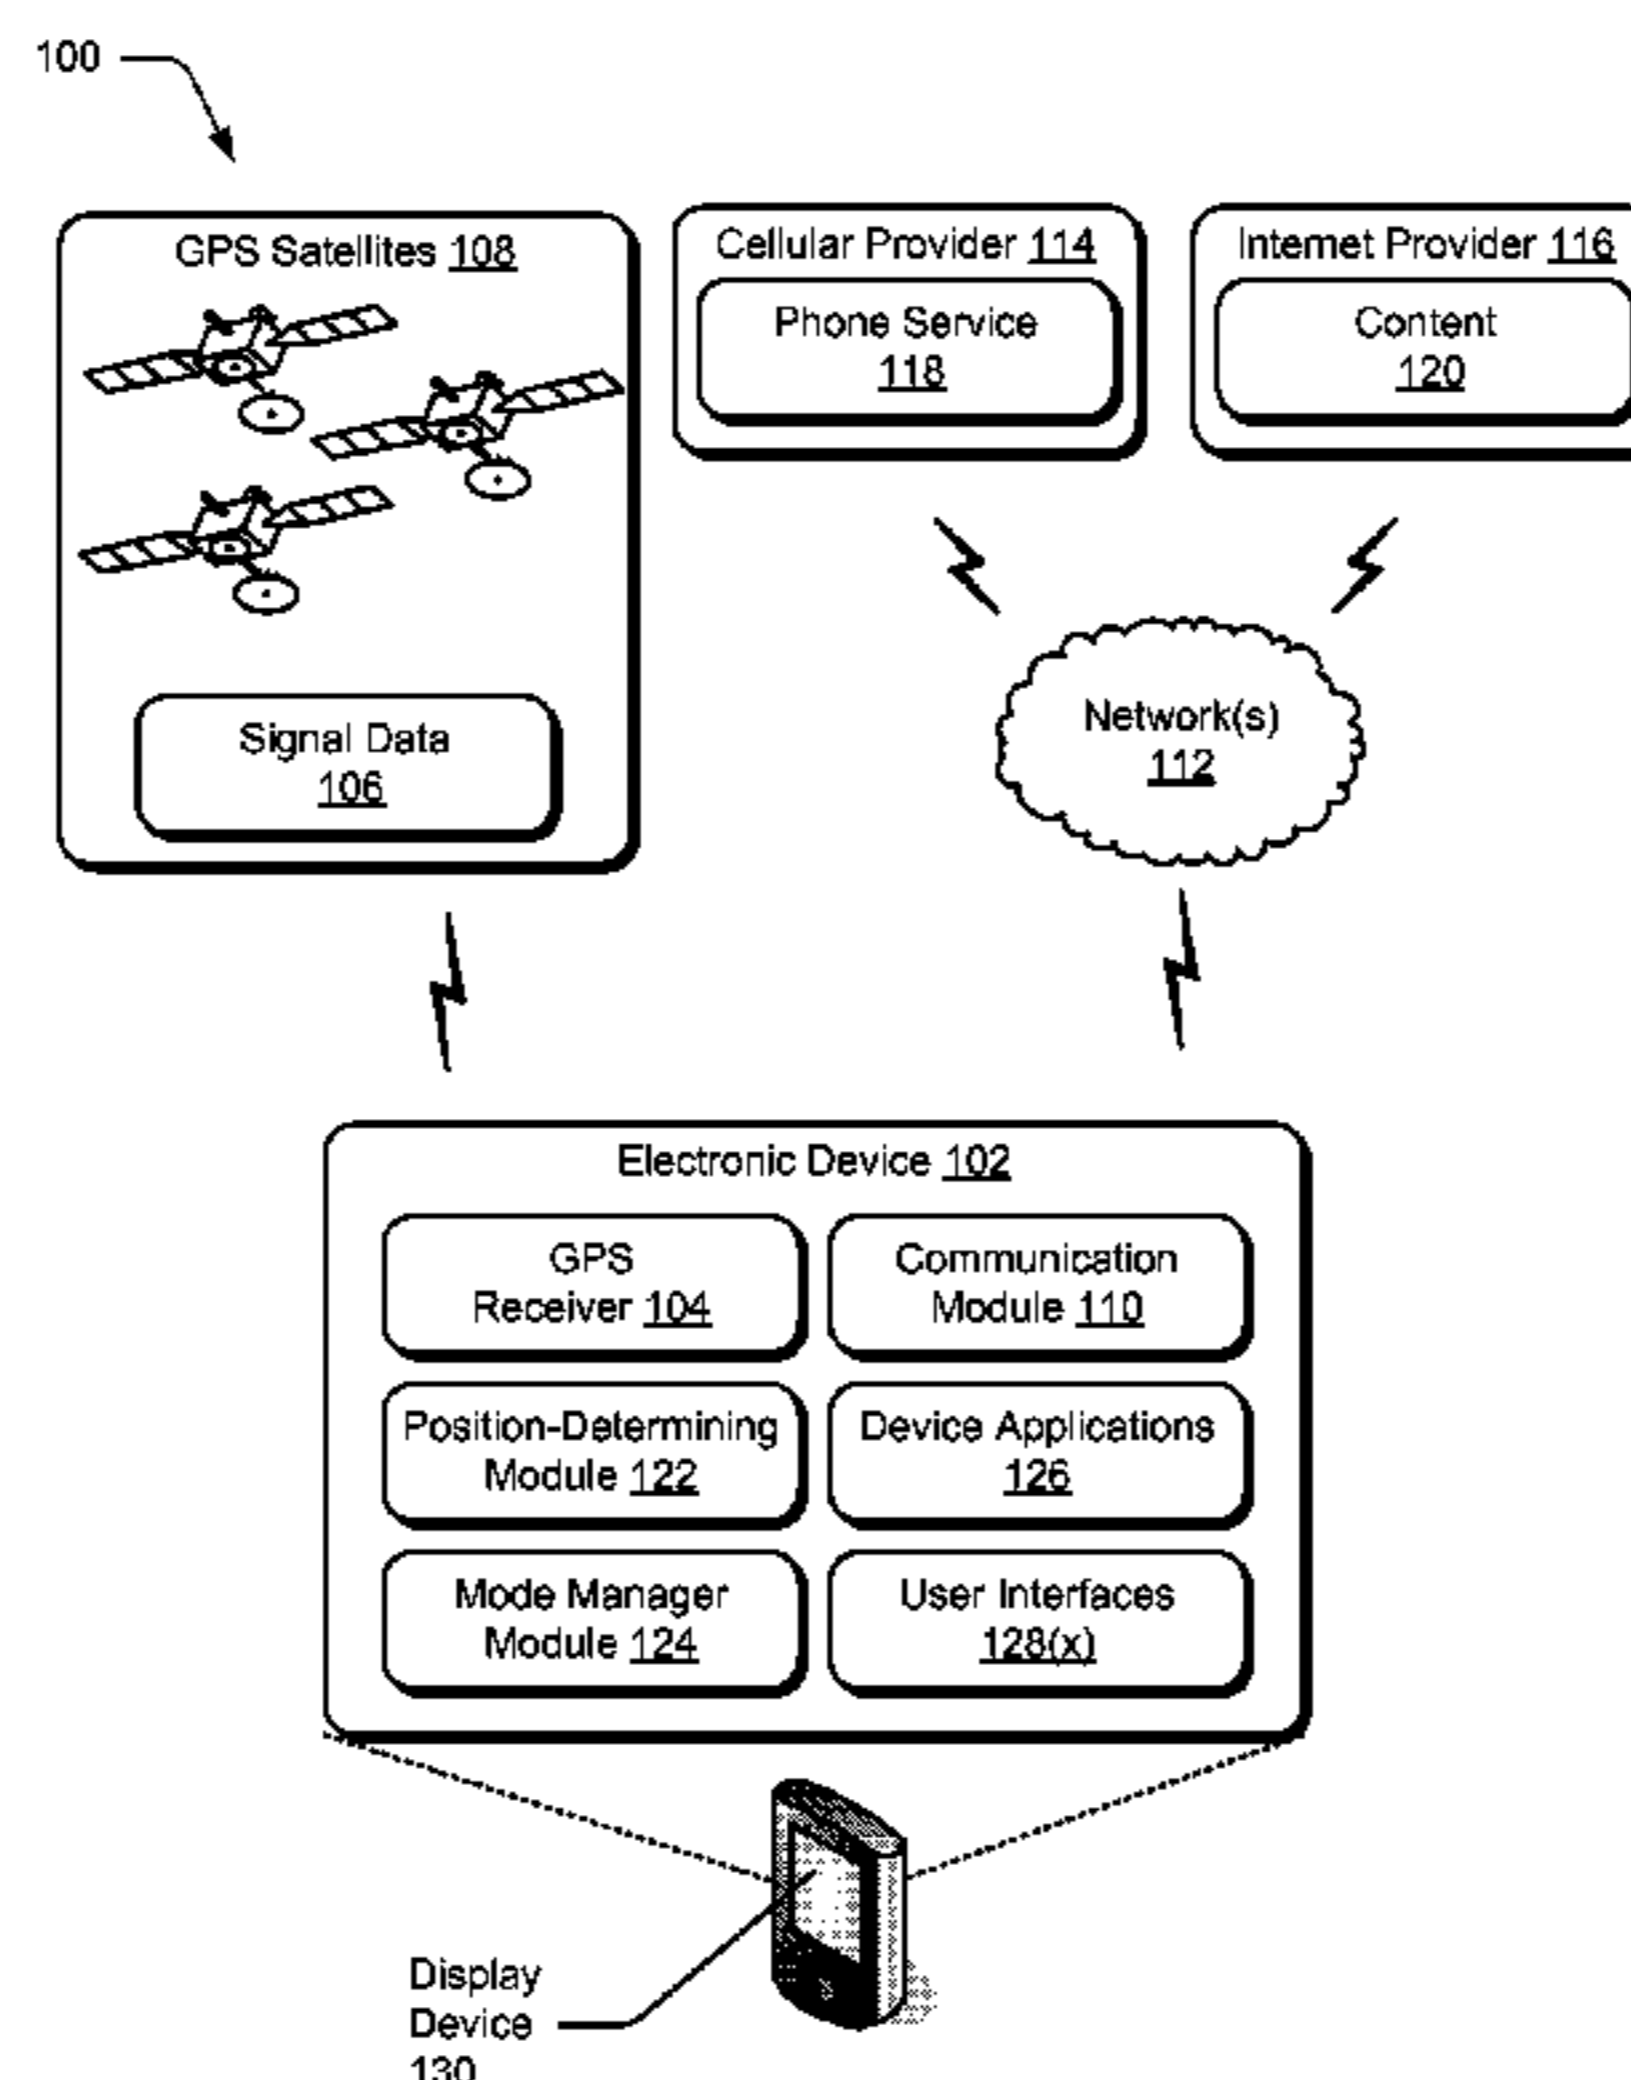 100
GPS Satellites 108
Signal Data
106
Cellular Provider 114
Phone Service
118
Internet Provider 116
Content
120
Network(s)
112
Electronic Device 102
GPS
Receiver 104
Communication
Module 110
Position-Determining
Module 122
Device Applications
126
Mode Manager
Module 124
User Interfaces
128(x)
Display
Device
130